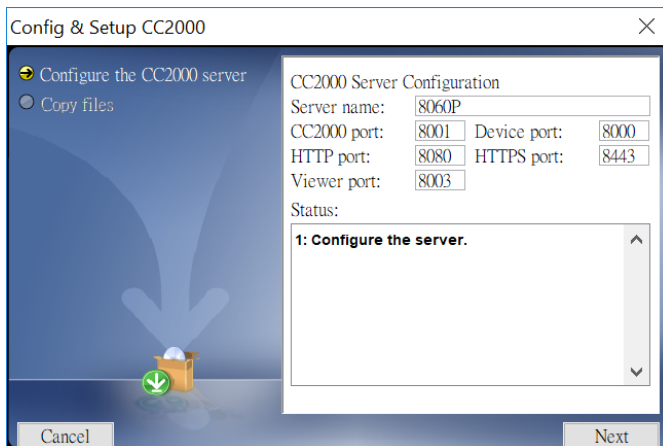 Config & Setup CC2000
Configure the CC2000 server
Copy files
CC2000 Server Configuration
Server name: 8060P
CC2000 port: 8001 Device port: 8000
HTTP port: 8080 HTTPS port: 8443
Viewer port: 8003
Status:
1: Configure the server.
Cancel
Next